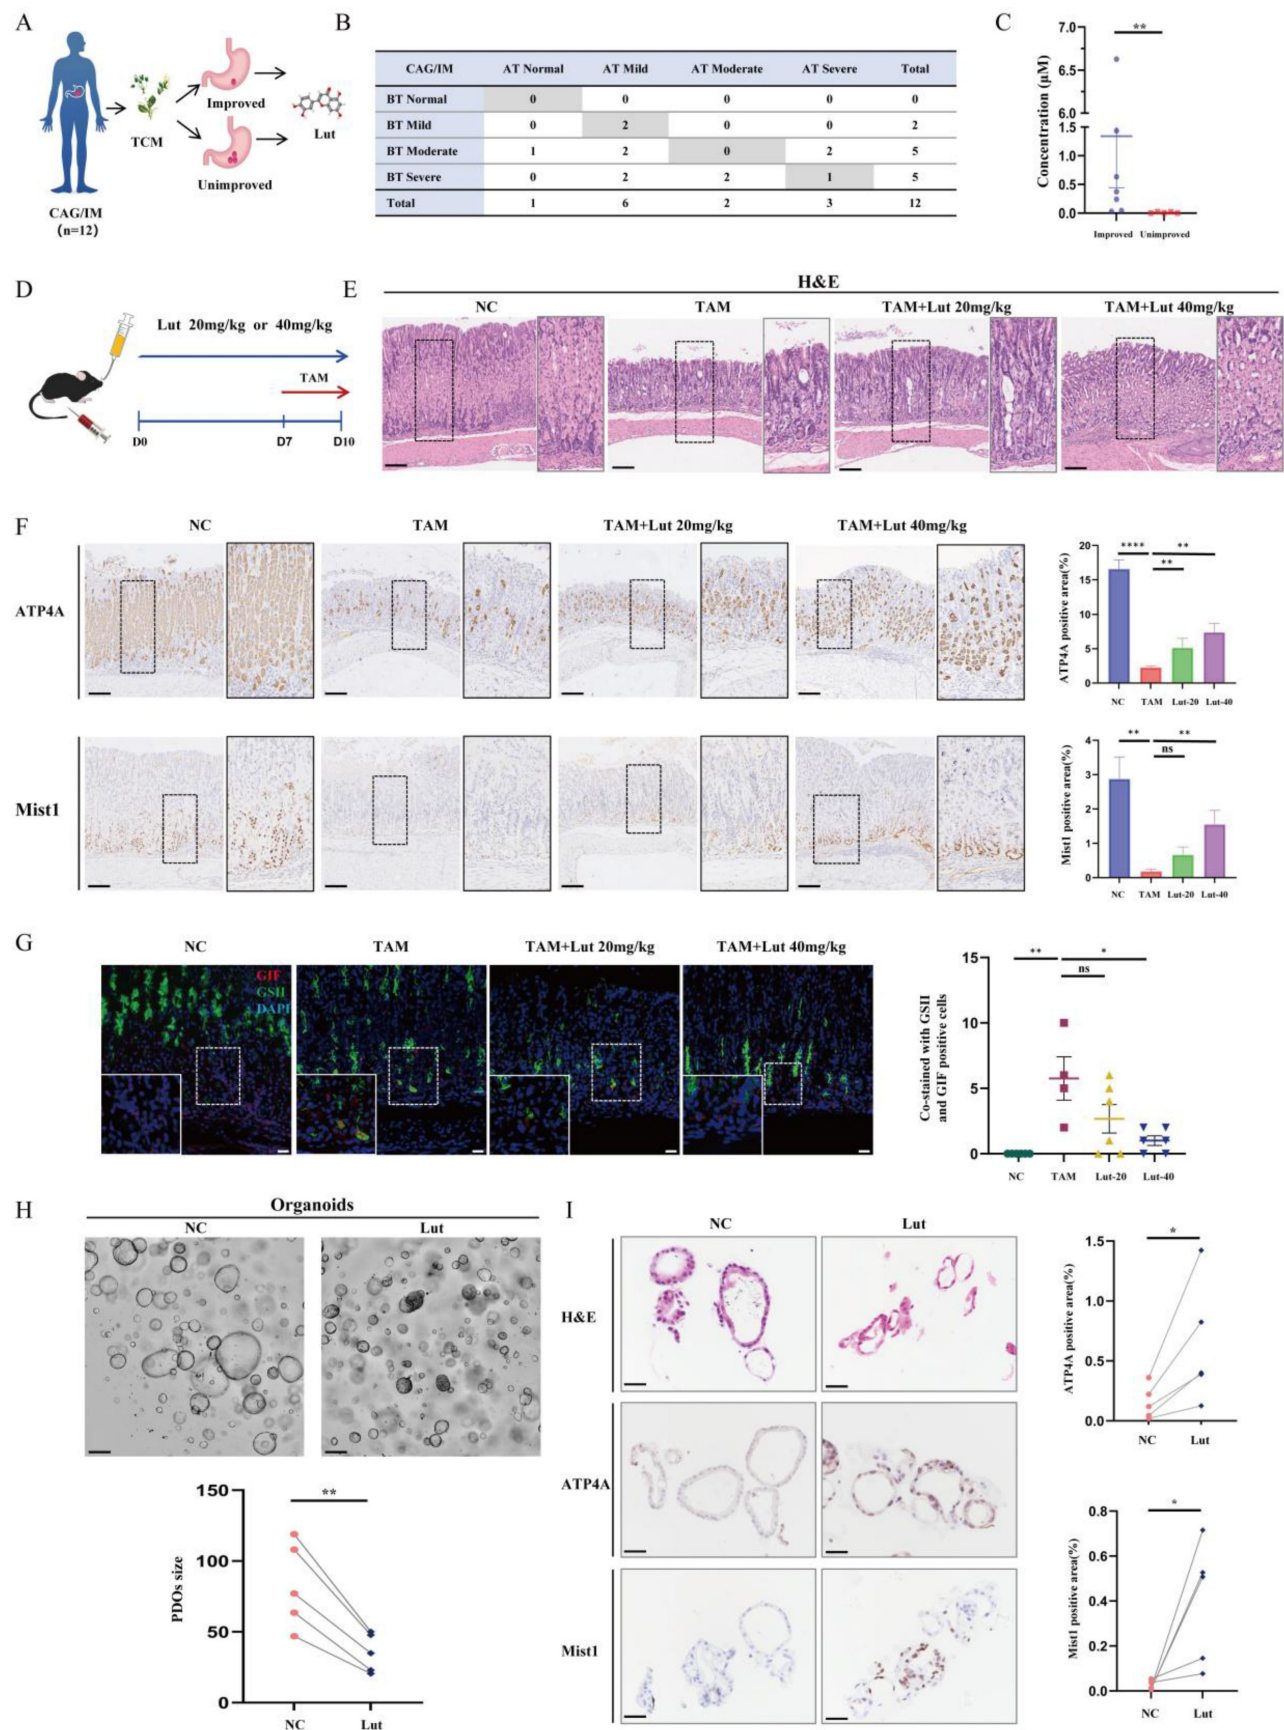 A
CAG/IM
(n=12)
TCM
Improved
Unimproved
Lut
B
CAG/IM AT Normal AT Mild AT Moderate AT Severe Total
BT Normal 0 0 0 0 0
BT Mild 0 2 0 0 2
BT Moderate 1 2 0 2 5
BT Severe 0 2 2 1 5
Total 1 6 2 3 12
C
Concentration (μM)
7.0
6.5
6.0
1.5
1.0
0.5
0.0
**
Improved Unimproved
D
Lut 20mg/kg or 40mg/kg
TAM
D0 D7 D10
E
H&E
NC TAM TAM+Lut 20mg/kg TAM+Lut 40mg/kg
F
NC TAM TAM+Lut 20mg/kg TAM+Lut 40mg/kg
ATP4A
ATP4A positive area(%)
20
15
10
5
0
**** ** **
NC TAM Lut-20 Lut-40
Mist1
Mist1 positive area(%)
4
3
2
1
0
** ns **
NC TAM Lut-20 Lut-40
G
NC TAM TAM+Lut 20mg/kg TAM+Lut 40mg/kg
GIF
GSII
DAPI
Co-stained with GSII
and GIF positive cells
15
10
5
0
** ns *
NC TAM Lut-20 Lut-40
H
Organoids
NC Lut
PDOs size
150
100
50
0
**
NC Lut
I
NC Lut
H&E
ATP4A
Mist1
ATP4A positive area(%)
1.5
1.0
0.5
0.0
*
NC Lut
Mist1 positive area(%)
0.8
0.6
0.4
0.2
0.0
*
NC Lut